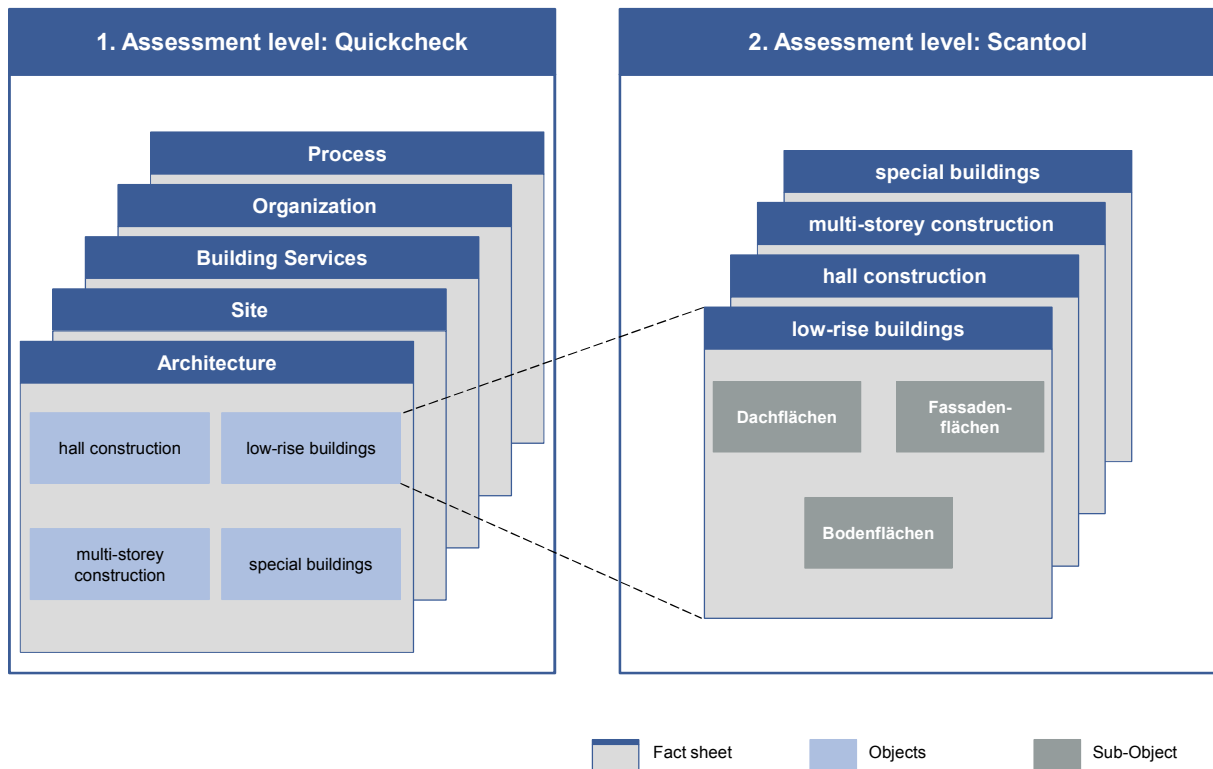 1. Assessment level: Quickcheck
Process
Organization
Building Services
Site
Architecture
hall construction
low-rise buildings
multi-storey
construction
special buildings
2. Assessment level: Scantool
special buildings
multi-storey construction
hall construction
low-rise buildings
Dachflächen
Fassaden-
flächen
Bodenflächen
Fact sheet
Objects
Sub-Object